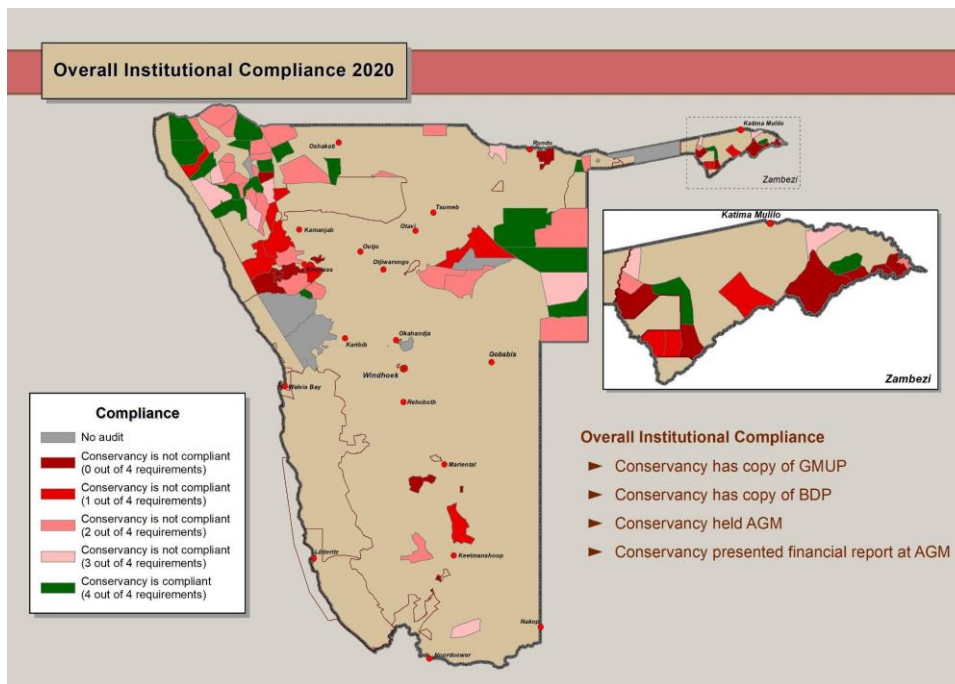 Overall Institutional Compliance 2020
Katima Mulilo
Rundu
Oshakati
Zambezi
Tsumeb
Katima Mulilo
Kamanjab
Otavi
Outjo
Otjiwarongo
Khorixas
Okahandja
Karibib
Gobabis
Windhoek
Zambezi
Walvis Bay
Rehoboth
Compliance
No audit
Conservancy is not compliant
(0 out of 4 requirements)
Conservancy is not compliant
(1 out of 4 requirements)
Conservancy is not compliant
(2 out of 4 requirements)
Conservancy is not compliant
(3 out of 4 requirements)
Conservancy is compliant
(4 out of 4 requirements)
Overall Institutional Compliance
► Conservancy has copy of GMUP
► Conservancy has copy of BDP
► Conservancy held AGM
► Conservancy presented financial report at AGM
Mariental
Lüderitz
Keetmanshoop
Nakop
Noordoewer